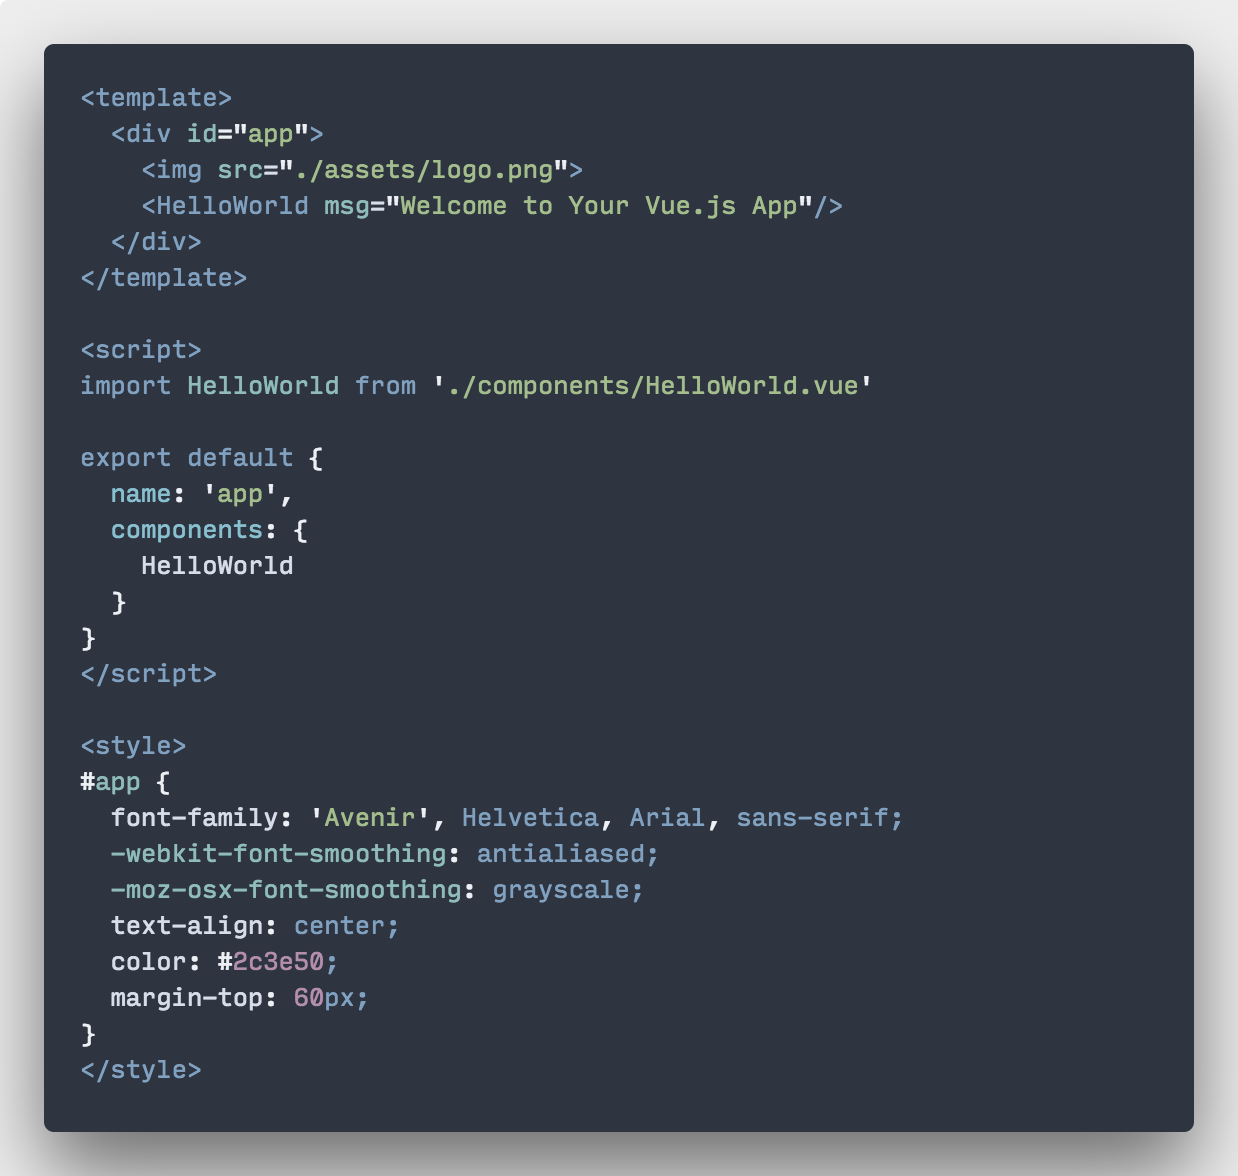 <template>
  <div id="app">
    <img src="./assets/logo.png">
    <HelloWorld msg="Welcome to Your Vue.js App"/>
  </div>
</template>

<script>
import HelloWorld from './components/HelloWorld.vue'

export default {
  name: 'app',
  components: {
    HelloWorld
  }
}
</script>

<style>
#app {
  font-family: 'Avenir', Helvetica, Arial, sans-serif;
  -webkit-font-smoothing: antialiased;
  -moz-osx-font-smoothing: grayscale;
  text-align: center;
  color: #2c3e50;
  margin-top: 60px;
}
</style>